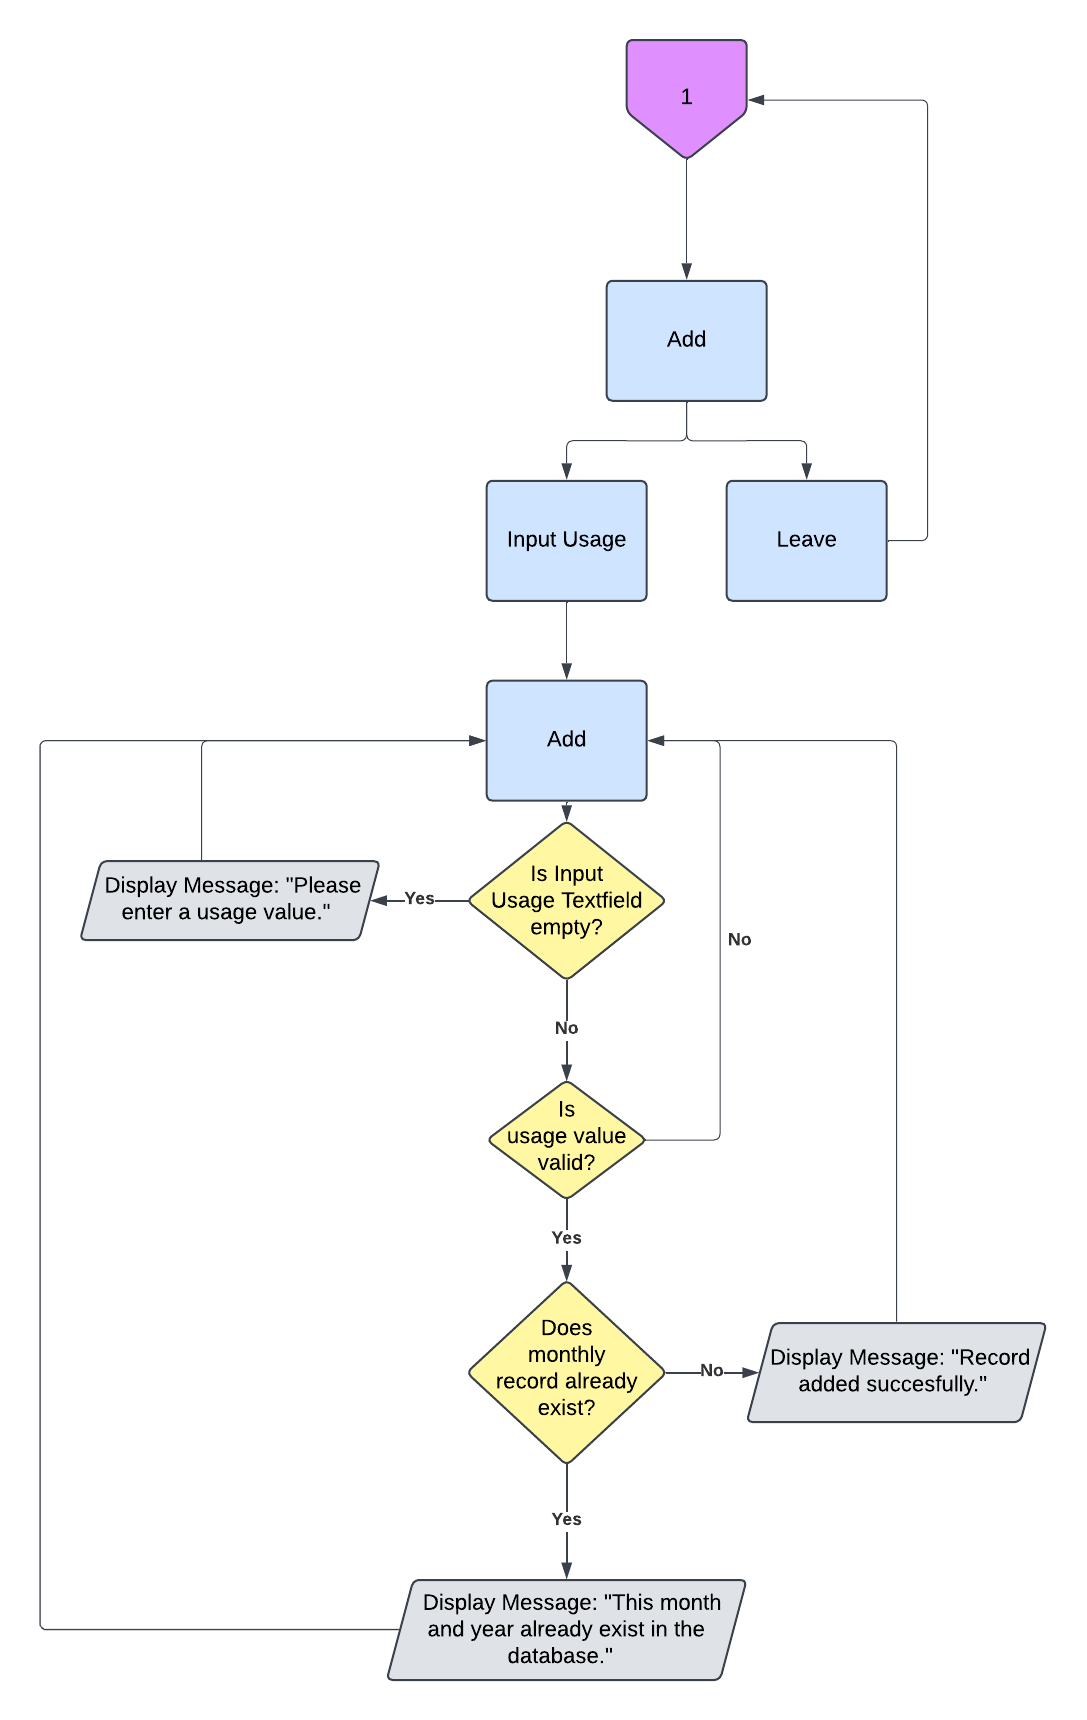 1
Add
Input Usage
Leave
Add
Is Input
Usage Textfield
empty?
Yes
Display Message: "Please
enter a usage value."
No
No
Is
usage value
valid?
Yes
Does
monthly
record already
exist?
No
Display Message: "Record
added succesfully."
Yes
Display Message: "This month
and year already exist in the
database."